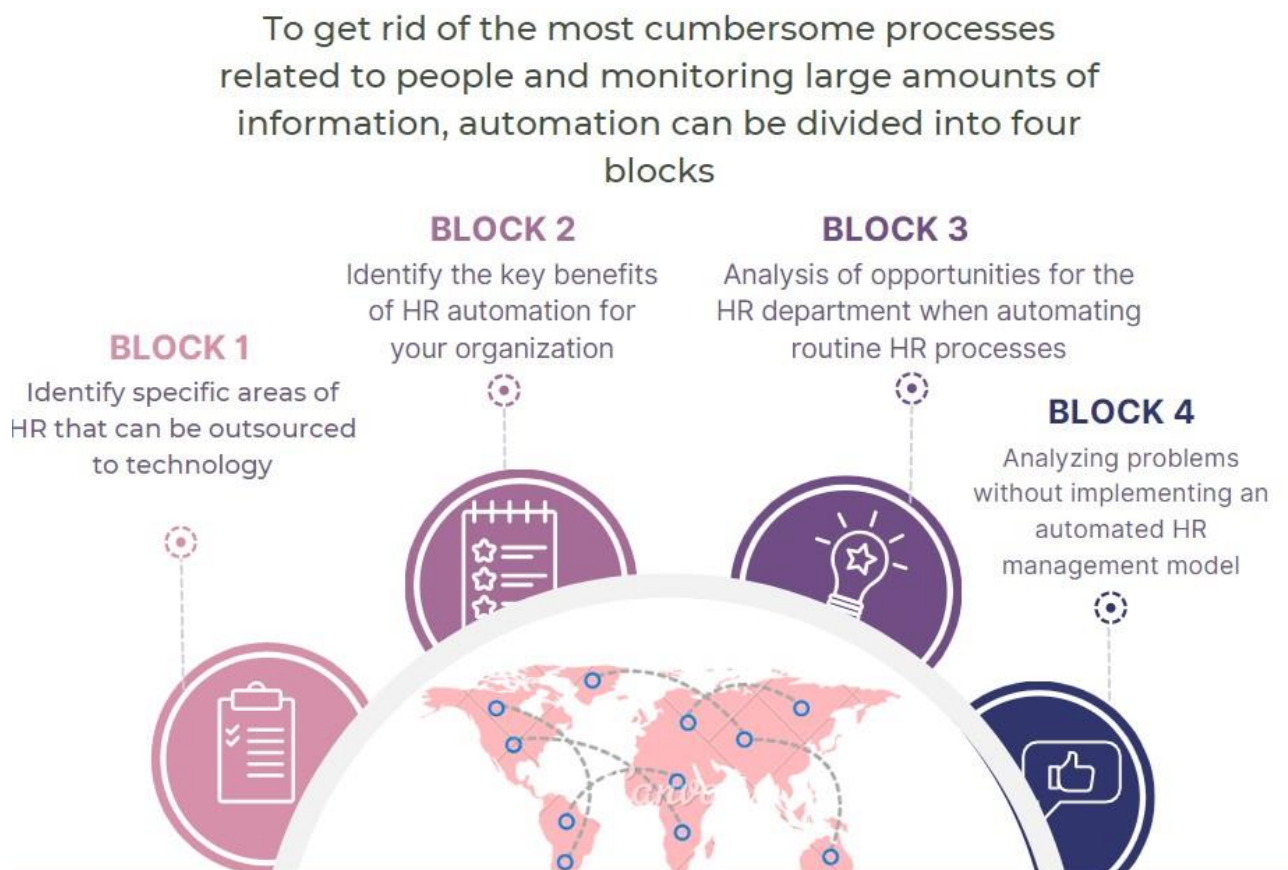 To get rid of the most cumbersome processes
related to people and monitoring large amounts of
information, automation can be divided into four
blocks
BLOCK 1
Identify specific areas of
HR that can be outsourced
to technology
BLOCK 2
Identify the key benefits
of HR automation for
your organization
BLOCK 3
Analysis of opportunities for the
HR department when automating
routine HR processes
BLOCK 4
Analyzing problems
without implementing an
automated HR
management model